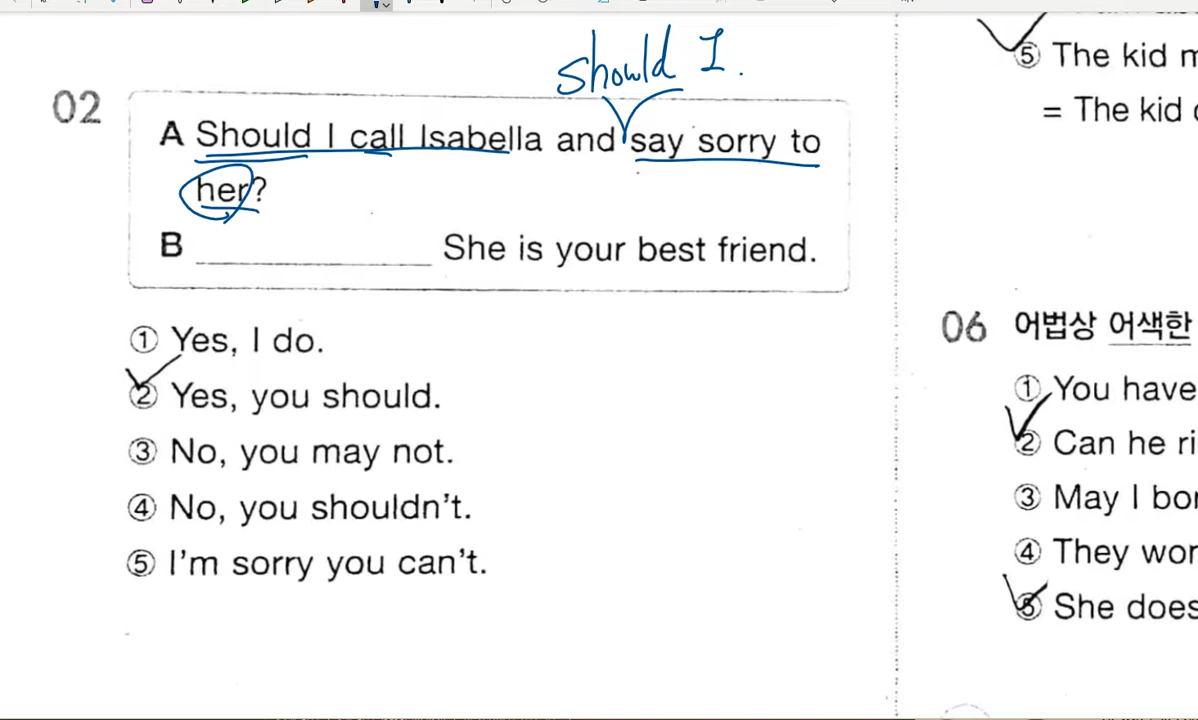 should I.
02
A Should I call Isabella and say sorry to
her?
B ______________ She is your best friend.
① Yes, I do.
② Yes, you should.
③ No, you may not.
④ No, you shouldn't.
⑤ I'm sorry you can't.
⑤ The kid
= The kid
06 어법상 어색한
① You have
② Can he ri
③ May I bor
④ They wor
⑤ She does